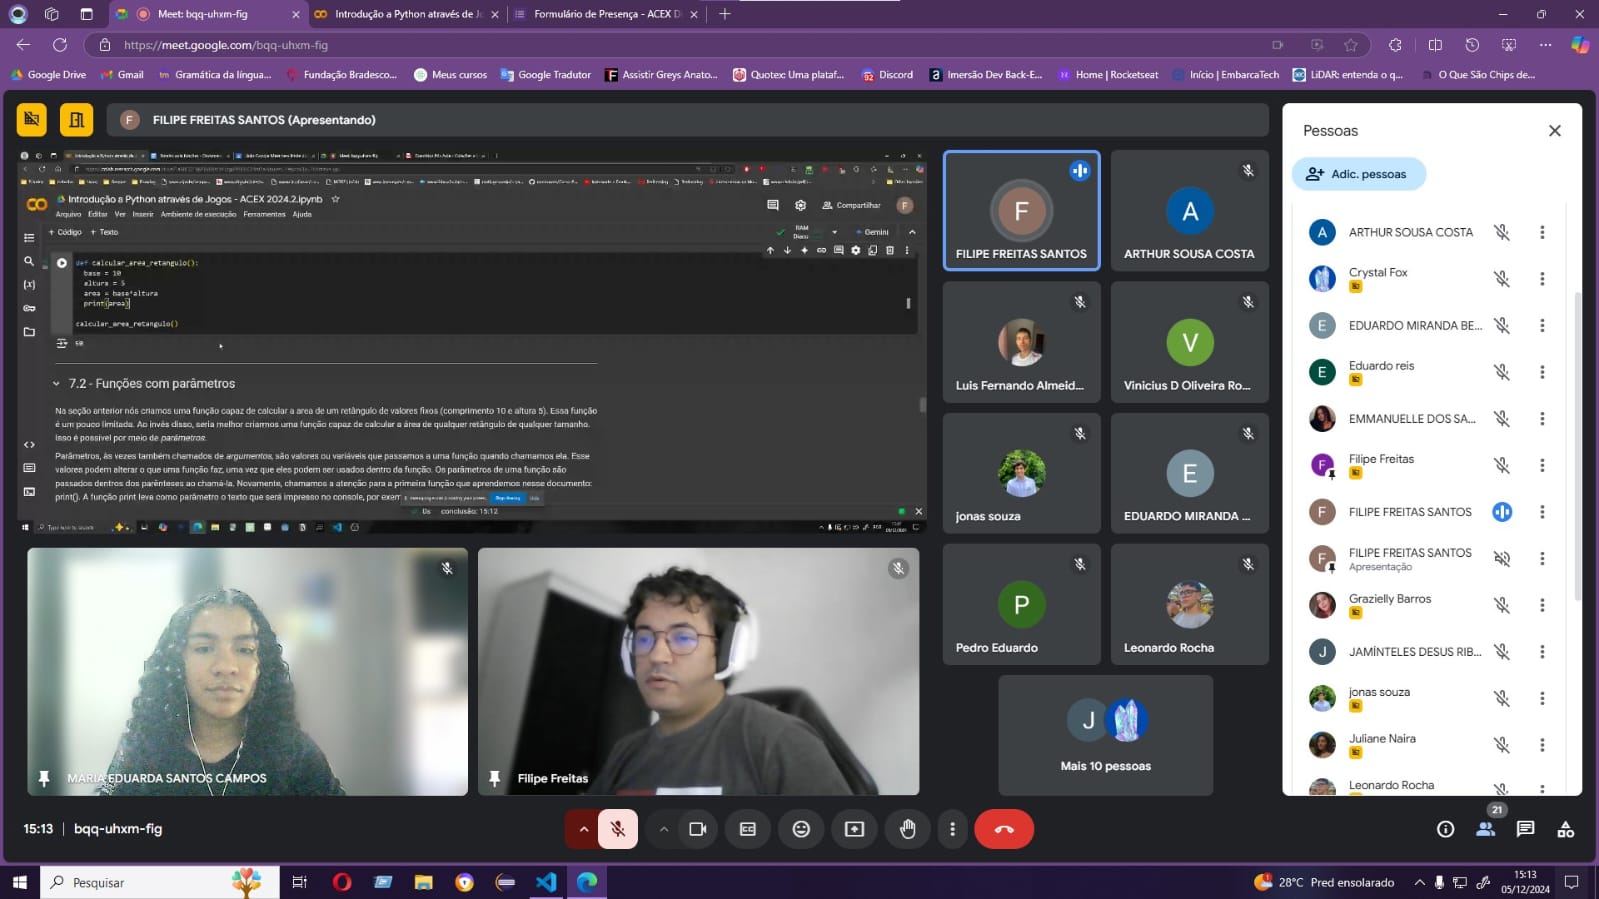 Meet: bqq-uhxm-fig
Introdução a Python através de Jo
Formulário de Presença - ACEX D
https://meet.google.com/bqq-uhxm-fig
Google Drive
Gmail
Gramática da língua...
Fundação Bradesco...
Meus cursos
Google Tradutor
Assistir Greys Anato...
Quotex: Uma plataf...
Discord
Imersão Dev Back-E...
Home | Rocketseat
Início | EmbarcaTech
LiDAR: entenda o q...
O Que São Chips de...
F
FILIPE FREITAS SANTOS (Apresentando)
Introdução a Python através de Jogos - ACEX 2024.2.ipynb
Arquivo Editar Ver Inserir Ambiente de execução Ferramentas Ajuda
Compartilhar
F
+ Código + Texto
RAM
Disco
Gemini
def calcular_area_retangulo():
base = 10
altura = 5
area = base*altura
print(area)
calcular_area_retangulo()
50
7.2 - Funções com parâmetros
Na seção anterior nós criamos uma função capaz de calcular a area de um retângulo de valores fixos (comprimento 10 e altura 5). Essa função
é um pouco limitada. Ao invés disso, seria melhor criarmos uma função capaz de calcular a área de qualquer retângulo de qualquer tamanho.
Isso é possível por meio de parâmetros.
Parâmetros, às vezes também chamados de argumentos, são valores ou variáveis que passamos a uma função quando chamamos ela. Esse
valores podem alterar o que uma função faz, uma vez que eles podem ser usados dentro da função. Os parâmetros de uma função são
passados dentros dos parênteses ao chamá-la. Novamente, chamamos a atenção para a primeira função que aprendemos nesse documento:
print(). A função print leva como parâmetro o texto que será impresso no console, por exem
0s conclusão: 15:12
MARIA EDUARDA SANTOS CAMPOS
Filipe Freitas
F
FILIPE FREITAS SANTOS
A
ARTHUR SOUSA COSTA
Luis Fernando Almeid...
V
Vinicius D Oliveira Ro...
jonas souza
E
EDUARDO MIRANDA ...
P
Pedro Eduardo
Leonardo Rocha
J
Mais 10 pessoas
Pessoas
Adic. pessoas
A
ARTHUR SOUSA COSTA
Crystal Fox
E
EDUARDO MIRANDA BE...
E
Eduardo reis
EMMANUELLE DOS SA...
F
Filipe Freitas
F
FILIPE FREITAS SANTOS
F
FILIPE FREITAS SANTOS
Apresentação
Grazielly Barros
J
JAMÍNTELES DESUS RIB...
jonas souza
Juliane Naira
Leonardo Rocha
15:13 | bqq-uhxm-fig
21
Pesquisar
28°C Pred ensolarado
15:13
05/12/2024